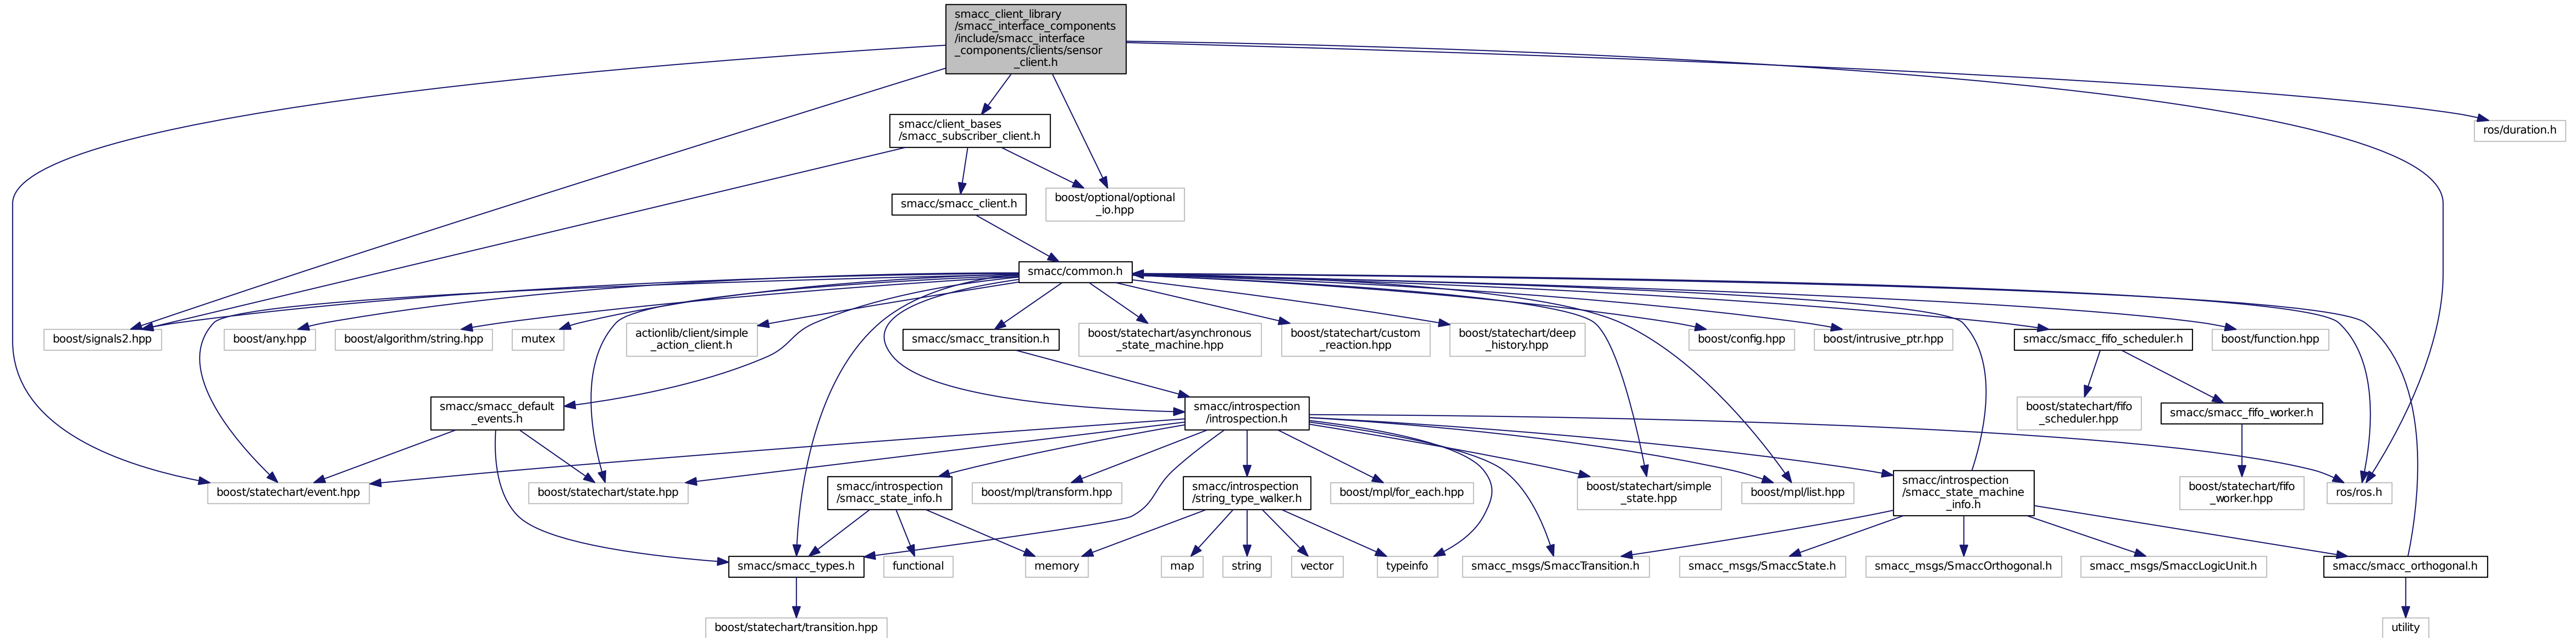 smacc_client_library
/smacc_interface_components
/include/smacc_interface
_components/clients/sensor
_client.h
smacc/client_bases
/smacc_subscriber_client.h
ros/duration.h
smacc/smacc_client.h
boost/optional/optional
_io.hpp
smacc/common.h
boost/signals2.hpp
boost/any.hpp
boost/algorithm/string.hpp
mutex
actionlib/client/simple
_action_client.h
smacc/smacc_transition.h
boost/statechart/asynchronous
_state_machine.hpp
boost/statechart/custom
_reaction.hpp
boost/statechart/deep
_history.hpp
boost/config.hpp
boost/intrusive_ptr.hpp
smacc/smacc_fifo_scheduler.h
boost/function.hpp
smacc/smacc_default
_events.h
smacc/introspection
/introspection.h
boost/statechart/fifo
_scheduler.hpp
smacc/smacc_fifo_worker.h
boost/statechart/event.hpp
boost/statechart/state.hpp
smacc/introspection
/smacc_state_info.h
boost/mpl/transform.hpp
smacc/introspection
/string_type_walker.h
boost/mpl/for_each.hpp
boost/statechart/simple
_state.hpp
boost/mpl/list.hpp
smacc/introspection
/smacc_state_machine
_info.h
boost/statechart/fifo
_worker.hpp
ros/ros.h
smacc/smacc_types.h
functional
memory
map
string
vector
typeinfo
smacc_msgs/SmaccTransition.h
smacc_msgs/SmaccState.h
smacc_msgs/SmaccOrthogonal.h
smacc_msgs/SmaccLogicUnit.h
smacc/smacc_orthogonal.h
boost/statechart/transition.hpp
utility